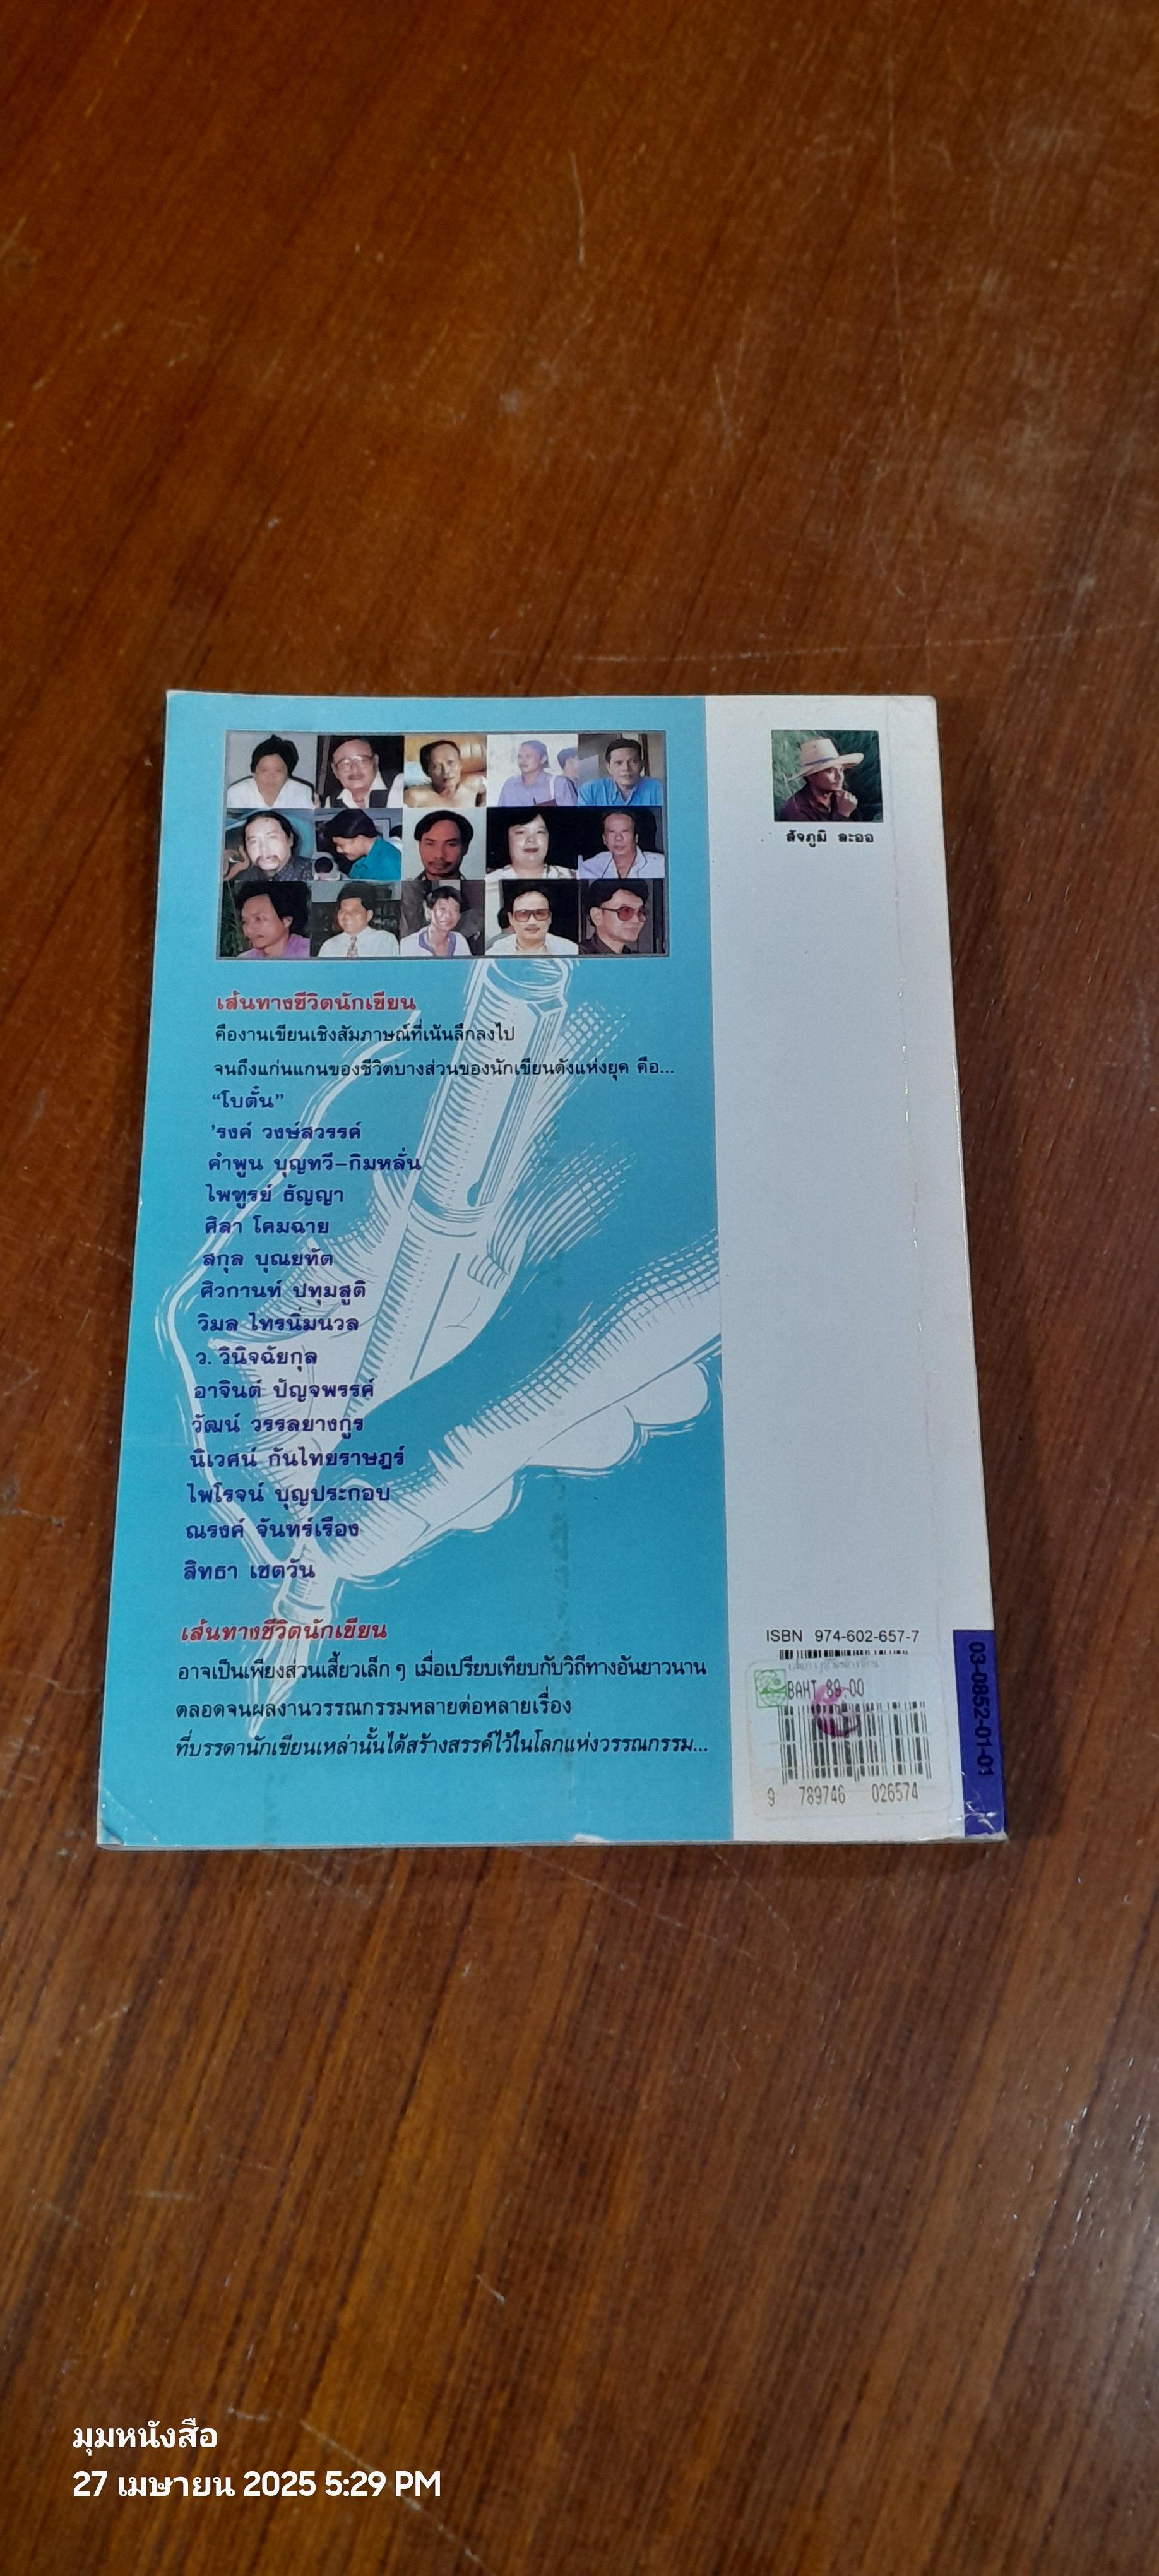 สัจภูมิ ละออ
เส้นทางชีวิตนักเขียน
คืองานเขียนเชิงสัมภาษณ์ที่เน้นลึกลงไป
จนถึงแก่นแกนของชีวิตบางส่วนของนักเขียนดังแห่งยุค คือ...
“โบตั๋น”
’รงค์ วงษ์สวรรค์
คำพูน บุญทวี–กิมหลั่น
ไพฑูรย์ ธัญญา
ศิลา โคมฉาย
สกุล บุณยทัต
ศิวกานท์ ปทุมสูติ
วิมล ไทรนิ่มนวล
ว. วินิจฉัยกุล
อาจินต์ ปัญจพรรค์
วัฒน์ วรรลยางกูร
นิเวศน์ กันไทยราษฎร์
ไพโรจน์ บุญประกอบ
ณรงค์ จันทร์เรือง
สิทธา เชตวัน
เส้นทางชีวิตนักเขียน
อาจเป็นเพียงส่วนเสี้ยวเล็ก ๆ เมื่อเปรียบเทียบกับวิถีทางอันยาวนาน
ตลอดจนผลงานวรรณกรรมหลายต่อหลายเรื่อง
ที่บรรดานักเขียนเหล่านั้นได้สร้างสรรค์ไว้ในโลกแห่งวรรณกรรม...
ISBN 974-602-657-7
BAHT 89.00
9 789746 026574
03-0852-01-01
มุมหนังสือ
27 เมษายน 2025 5:29 PM